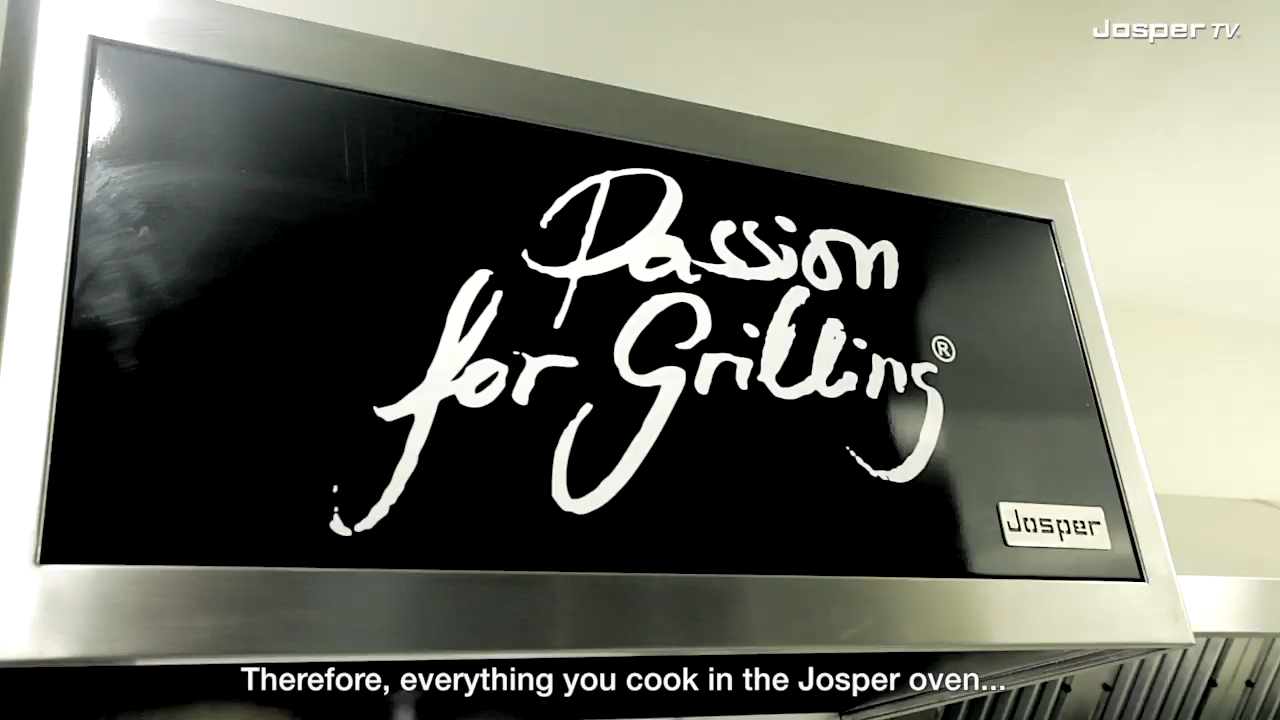 Josper TV
Passion
for Grilling®
Josper
Therefore, everything you cook in the Josper oven...